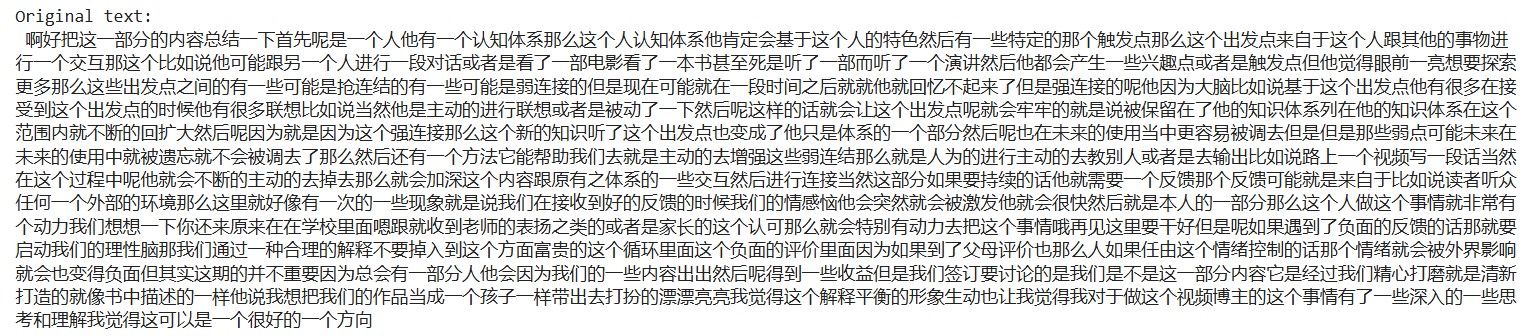 Original text:
啊好把这一部分的内容总结一下首先呢是一个人他有一个认知体系那么这个人认知体系他肯定会基于这个人的特色然后有一些特定的那个触发点那么这个出发点来自于这个人跟其他的事物进
行一个交互那这个比如说他可能跟另一个人进行一段对话或者是看了一部电影看了一本书甚至死是听了一部而听了一个演讲然后他都会产生一些兴趣点或者是触发点但他觉得眼前一亮想要探索
更多那么这些出发点之间的有一些可能是抢连结的有一些可能是弱连接的但是现在可能就在一段时间之后就就他就回忆不起来了但是强连接的呢他因为大脑比如说基于这个出发点他有很多在接
受到这个出发点的时候他有很多联想比如说当然他是主动的进行联想或者是被动了一下然后呢这样的话就会让这个出发点呢就会牢牢的就是说被保留在了他的知识体系列在他的知识体系在这个
范围内就不断的回扩大然后呢因为就是因为这个强连接那么这个新的知识听了这个出发点也变成了他只是体系的一个部分然后呢也在未来的使用当中更容易被调去但是但是那些弱点可能未来在
未来的使用中就被遗忘就不会被调去了那么然后还有一个方法它能帮助我们去就是主动的去增强这些弱连结那么就是人为的进行主动的去教别人或者是去输出比如说路上一个视频写一段话当然
在这个过程中呢他就会不断的主动的去掉去那么就会加深这个内容跟原有之体系的一些交互然后进行连接当然这部分如果要持续的话他就需要一个反馈那个反馈可能就是来自于比如说读者听众
任何一个外部的环境那么这里就好像有一次的一些现象就是说我们在接收到好的反馈的时候我们的情感恼他会突然就会被激发他就会很快然后就是本人的一部分那么这个人做这个事情就非常有
个动力我们想想一下你还来原来在在学校里面嗯跟就收到老师的表扬之类的或者是家长的这个认可那么就会特别有动力去把这个事情哦再见这里要干好但是呢如果遇到了负面的反馈的话那就要
启动我们的理性脑那我们通过一种合理的解释不要掉入到这个方面富贵的这个循环里面这个负面的评价里面因为如果到了父母评价也那么人如果任由这个情绪控制的话那个情绪就会被外界影响
就会也变得负面但其实这期的并不重要因为总会有一部分人他会因为我们的一些内容出出然后呢得到一些收益但是我们签订要讨论的是我们是不是这一部分内容它是经过我们精心打磨就是清新
打造的就像书中描述的一样他说我想把我们的作品当成一个孩子一样带出去打扮的漂漂亮亮我觉得这个解释平衡的形象生动也让我觉得我对于做这个视频博主的这个事情有了一些深入的一些思
考和理解我觉得这可以是一个很好的一个方向